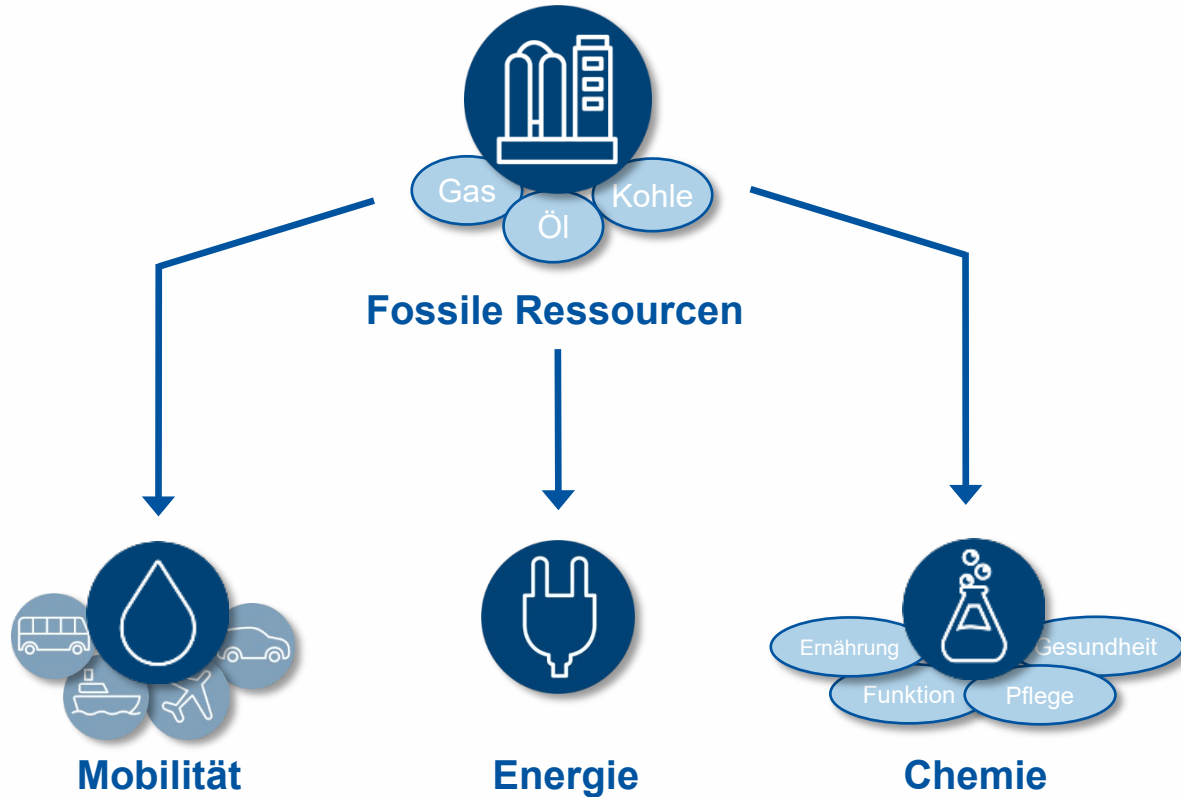 Gas
Öl
Kohle
Fossile Ressourcen
Ernährung
Funktion
Pflege
Gesundheit
Mobilität
Energie
Chemie